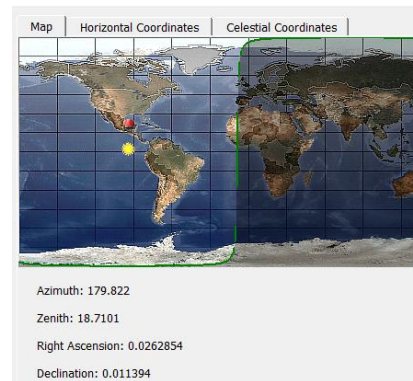 Map Horizontal Coordinates Celestial Coordinates
Azimuth: 179.822
Zenith: 18.7101
Right Ascension: 0.0262854
Declination: 0.011394